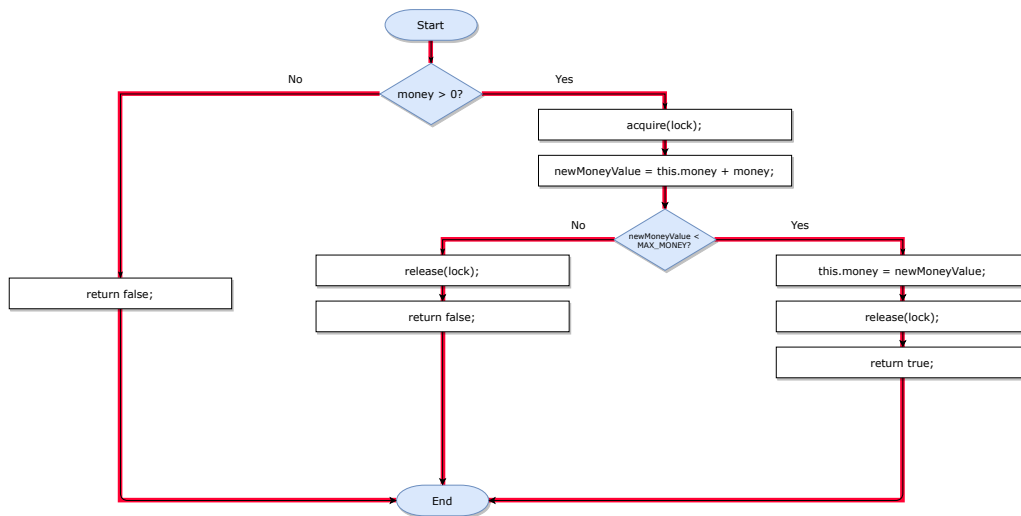 Start
No
money > 0?
Yes
acquire(lock);
newMoneyValue = this.money + money;
No
newMoneyValue <
MAX_MONEY?
Yes
release(lock);
this.money = newMoneyValue;
return false;
return false;
release(lock);
return true;
End